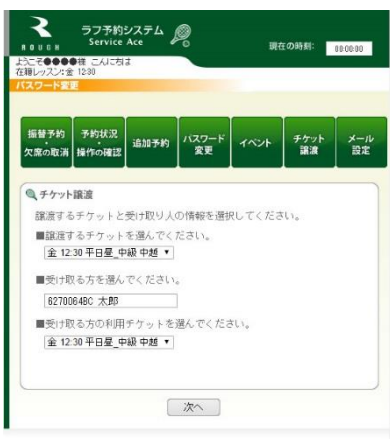 ROUGH
ラフ予約システム
Service Ace
現在の時刻: 00:00:00
ようこそ●●●●様 こんにちは
在籍レッスン:金 12:30
パスワード変更
振替予約・欠席の取消
予約状況・操作の確認
追加予約
パスワード変更
イベント
チケット譲渡
メール設定
チケット譲渡
譲渡するチケットと受け取り人の情報を選択してください。
■譲渡するチケットを選んでください。
金 12:30 平日昼_中級 中越 ▼
■受け取る方を選んでください。
6270064BC 太郎
■受け取る方の利用チケットを選んでください。
金 12:30 平日昼_中級 中越 ▼
次へ